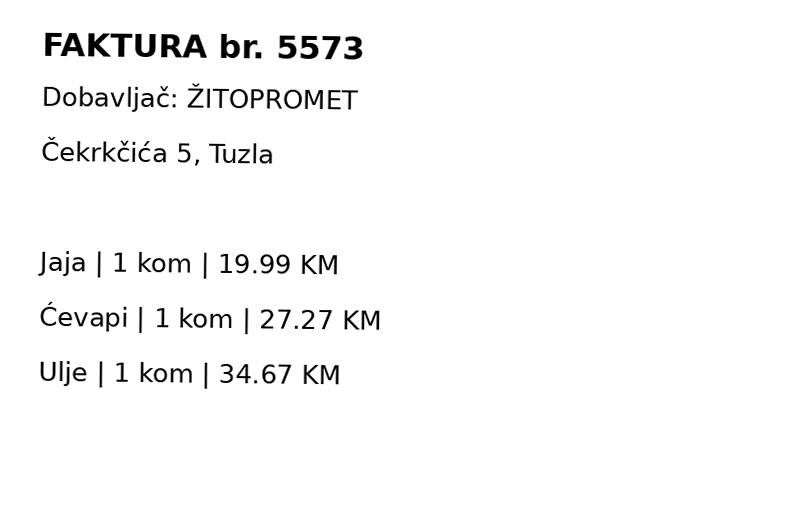 FAKTURA br. 5573
Dobavljač: ŽITOPROMET
Čekrkčića 5, Tuzla
Jaja | 1 kom | 19.99 KM
Ćevapi | 1 kom | 27.27 KM
Ulje | 1 kom | 34.67 KM